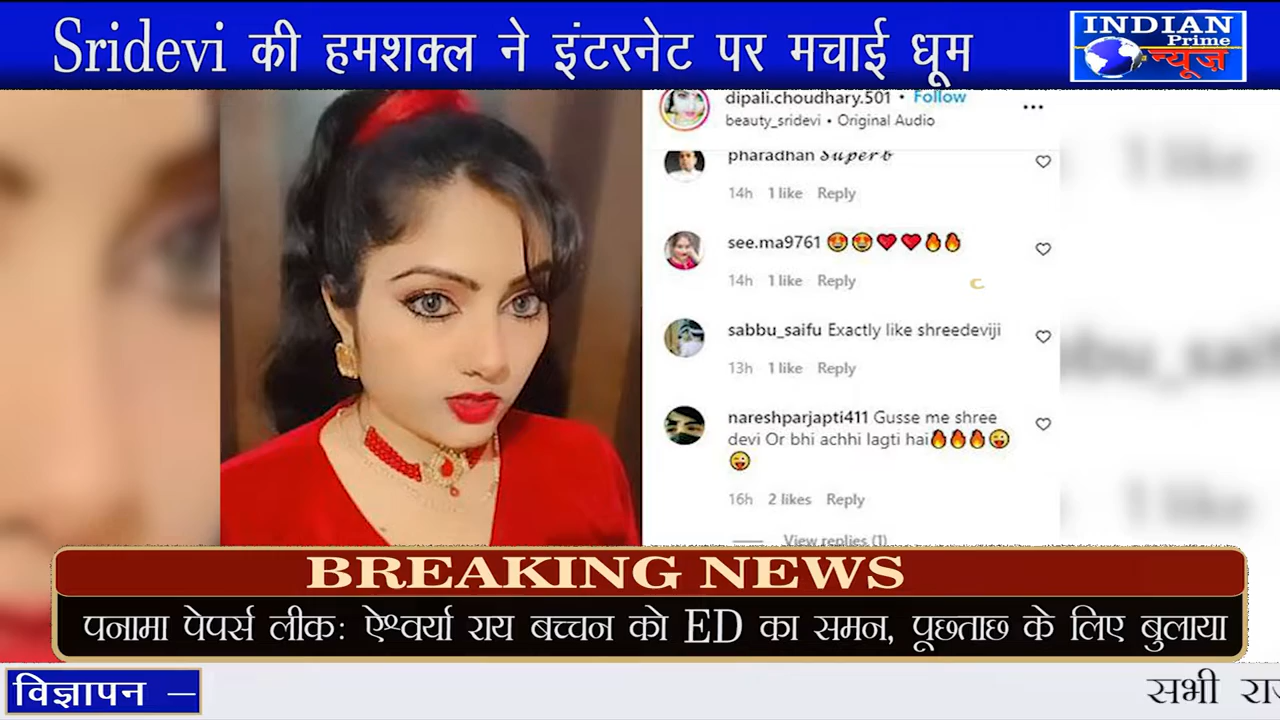 Sridevi की हमशक्ल ने इंटरनेट पर मचाई धूम
INDIAN
Prime
न्यूज़
dipali.choudhary.501 • Follow
beauty_sridevi • Original Audio
pharadhan 𝓢𝓾𝓹𝓮𝓻𝓫
14h 1 like Reply
see.ma9761 😍😍❤❤🔥🔥
14h 1 like Reply
sabbu_saifu Exactly like shreedeviji
13h 1 like Reply
nareshparjapti411 Gusse me shree
devi Or bhi achhi lagti hai🔥🔥🔥😜
😜
16h 2 likes Reply
View replies (1)
BREAKING NEWS
पनामा पेपर्स लीक: ऐश्वर्या राय बच्चन को ED का समन, पूछताछ के लिए बुलाया
विज्ञापन –
सभी